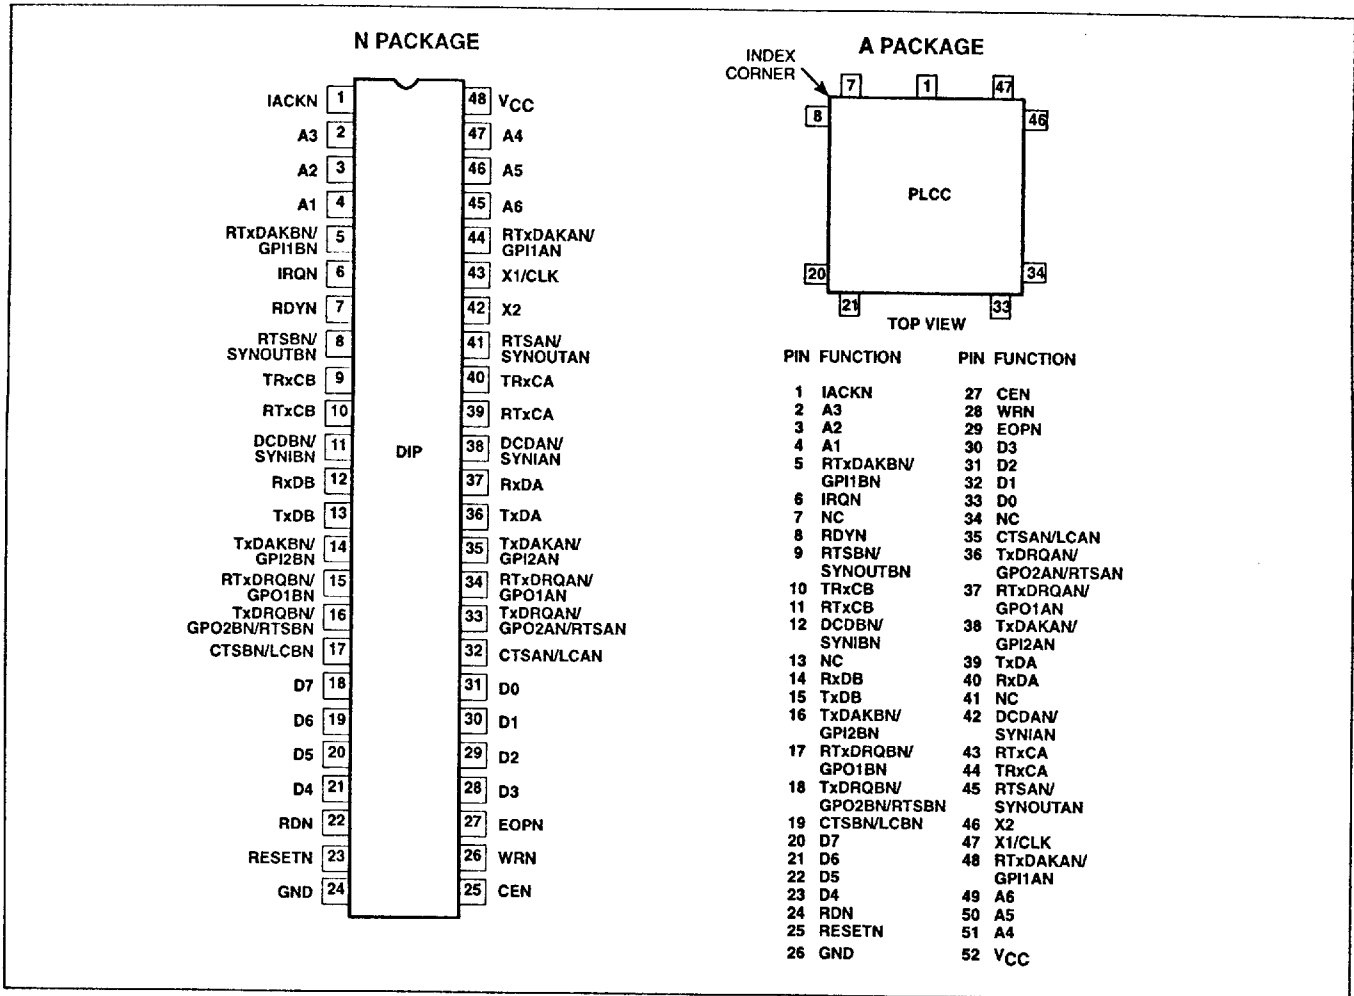 N PACKAGE
IACKN 1
A3 2
A2 3
A1 4
RTxDAKBN/
GPI1BN 5
IRQN 6
RDYN 7
RTSBN/
SYNOUTBN 8
TRxCB 9
RTxCB 10
DCDBN/
SYNIBN 11
RxDB 12
TxDB 13
TxDAKBN/
GPI2BN 14
RTxDRQBN/
GPO1BN 15
TxDRQBN/
GPO2BN/RTSBN 16
CTSBN/LCBN 17
D7 18
D6 19
D5 20
D4 21
RDN 22
RESETN 23
GND 24
DIP
48 VCC
47 A4
46 A5
45 A6
44 RTxDAKAN/
GPI1AN
43 X1/CLK
42 X2
41 RTSAN/
SYNOUTAN
40 TRxCA
39 RTxCA
38 DCDAN/
SYNIAN
37 RxDA
36 TxDA
35 TxDAKAN/
GPI2AN
34 RTxDRQAN/
GPO1AN
33 TxDRQAN/
GPO2AN/RTSAN
32 CTSAN/LCAN
31 D0
30 D1
29 D2
28 D3
27 EOPN
26 WRN
25 CEN
A PACKAGE
INDEX
CORNER
7 1 47
8 46
PLCC
20 34
21 33
TOP VIEW
PIN FUNCTION
1 IACKN
2 A3
3 A2
4 A1
5 RTxDAKBN/
GPI1BN
6 IRQN
7 NC
8 RDYN
9 RTSBN/
SYNOUTBN
10 TRxCB
11 RTxCB
12 DCDBN/
SYNIBN
13 NC
14 RxDB
15 TxDB
16 TxDAKBN/
GPI2BN
17 RTxDRQBN/
GPO1BN
18 TxDRQBN/
GPO2BN/RTSBN
19 CTSBN/LCBN
20 D7
21 D6
22 D5
23 D4
24 RDN
25 RESETN
26 GND
PIN FUNCTION
27 CEN
28 WRN
29 EOPN
30 D3
31 D2
32 D1
33 D0
34 NC
35 CTSAN/LCAN
36 TxDRQAN/
GPO2AN/RTSAN
37 RTxDRQAN/
GPO1AN
38 TxDAKAN/
GPI2AN
39 TxDA
40 RxDA
41 NC
42 DCDAN/
SYNIAN
43 RTxCA
44 TRxCA
45 RTSAN/
SYNOUTAN
46 X2
47 X1/CLK
48 RTxDAKAN/
GPI1AN
49 A6
50 A5
51 A4
52 VCC